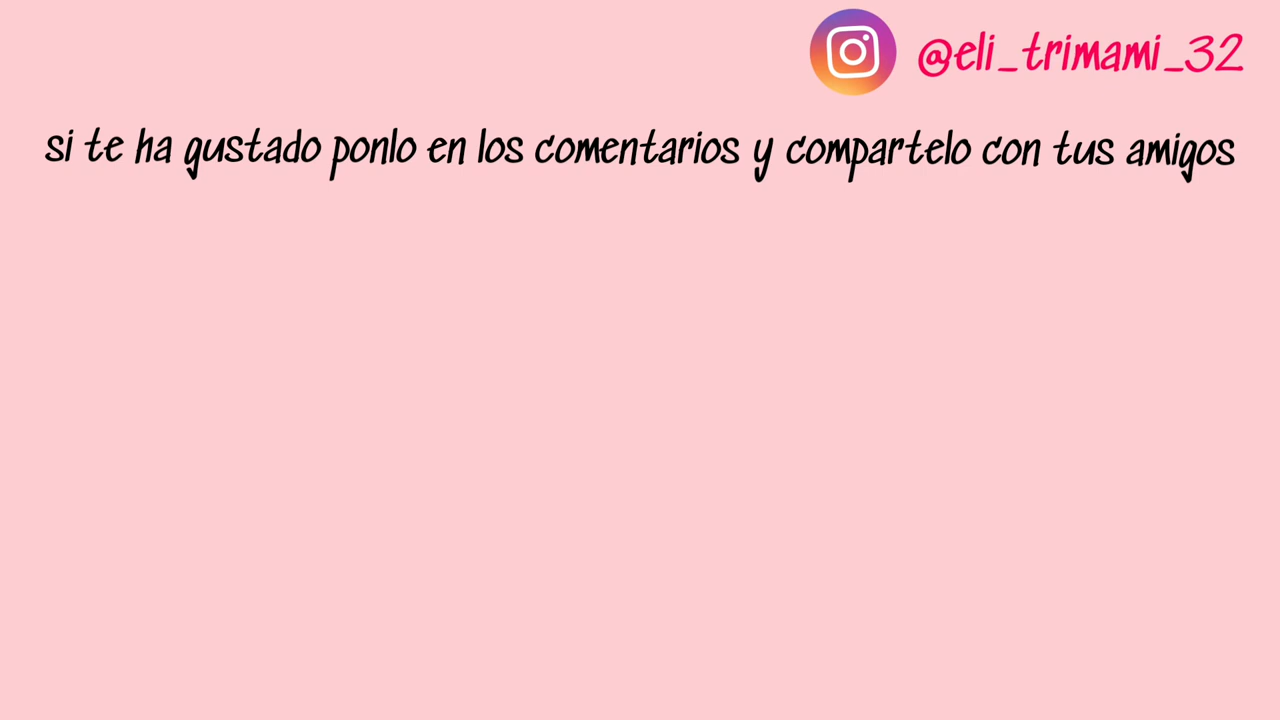 @eli_trimami_32
si te ha gustado ponlo en los comentarios y compartelo con tus amigos